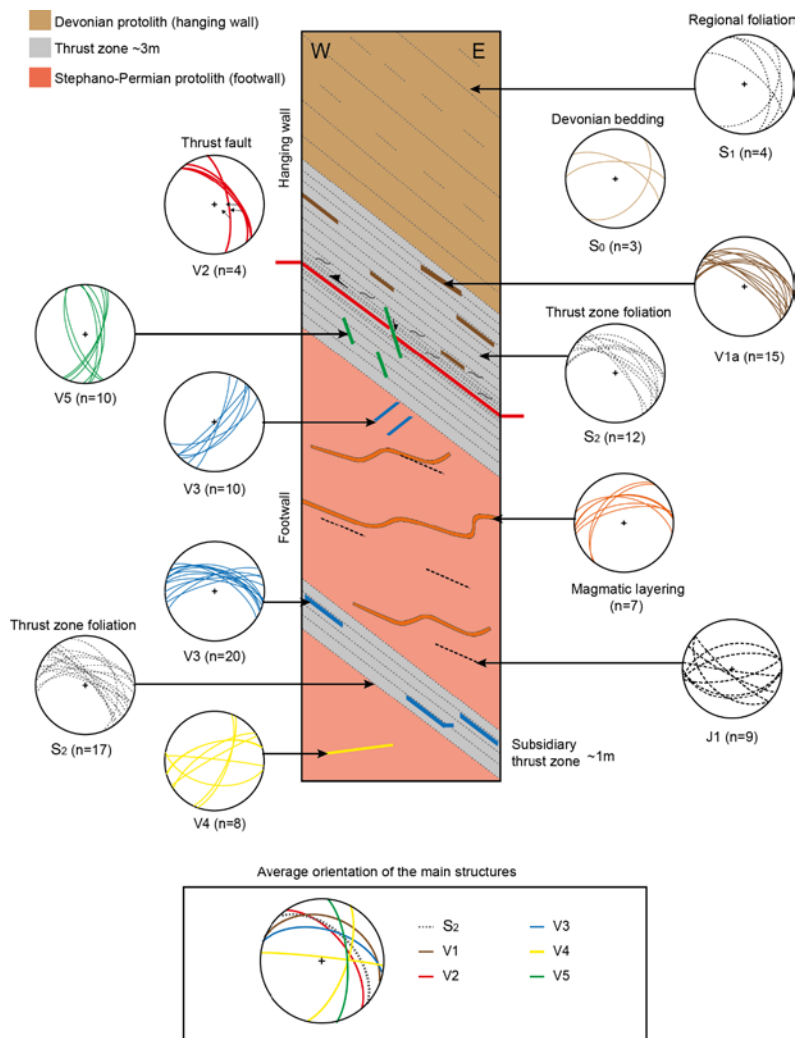 Devonian protolith (hanging wall)
Thrust zone ~3m
Stephano-Permian protolith (footwall)
W
E
Regional foliation
S1 (n=4)
Devonian bedding
S0 (n=3)
Thrust fault
V2 (n=4)
Hanging wall
V1a (n=15)
Thrust zone foliation
S2 (n=12)
V5 (n=10)
V3 (n=10)
Footwall
Magmatic layering
(n=7)
V3 (n=20)
Thrust zone foliation
S2 (n=17)
J1 (n=9)
Subsidiary
thrust zone ~1m
V4 (n=8)
Average orientation of the main structures
S2
V1
V2
V3
V4
V5